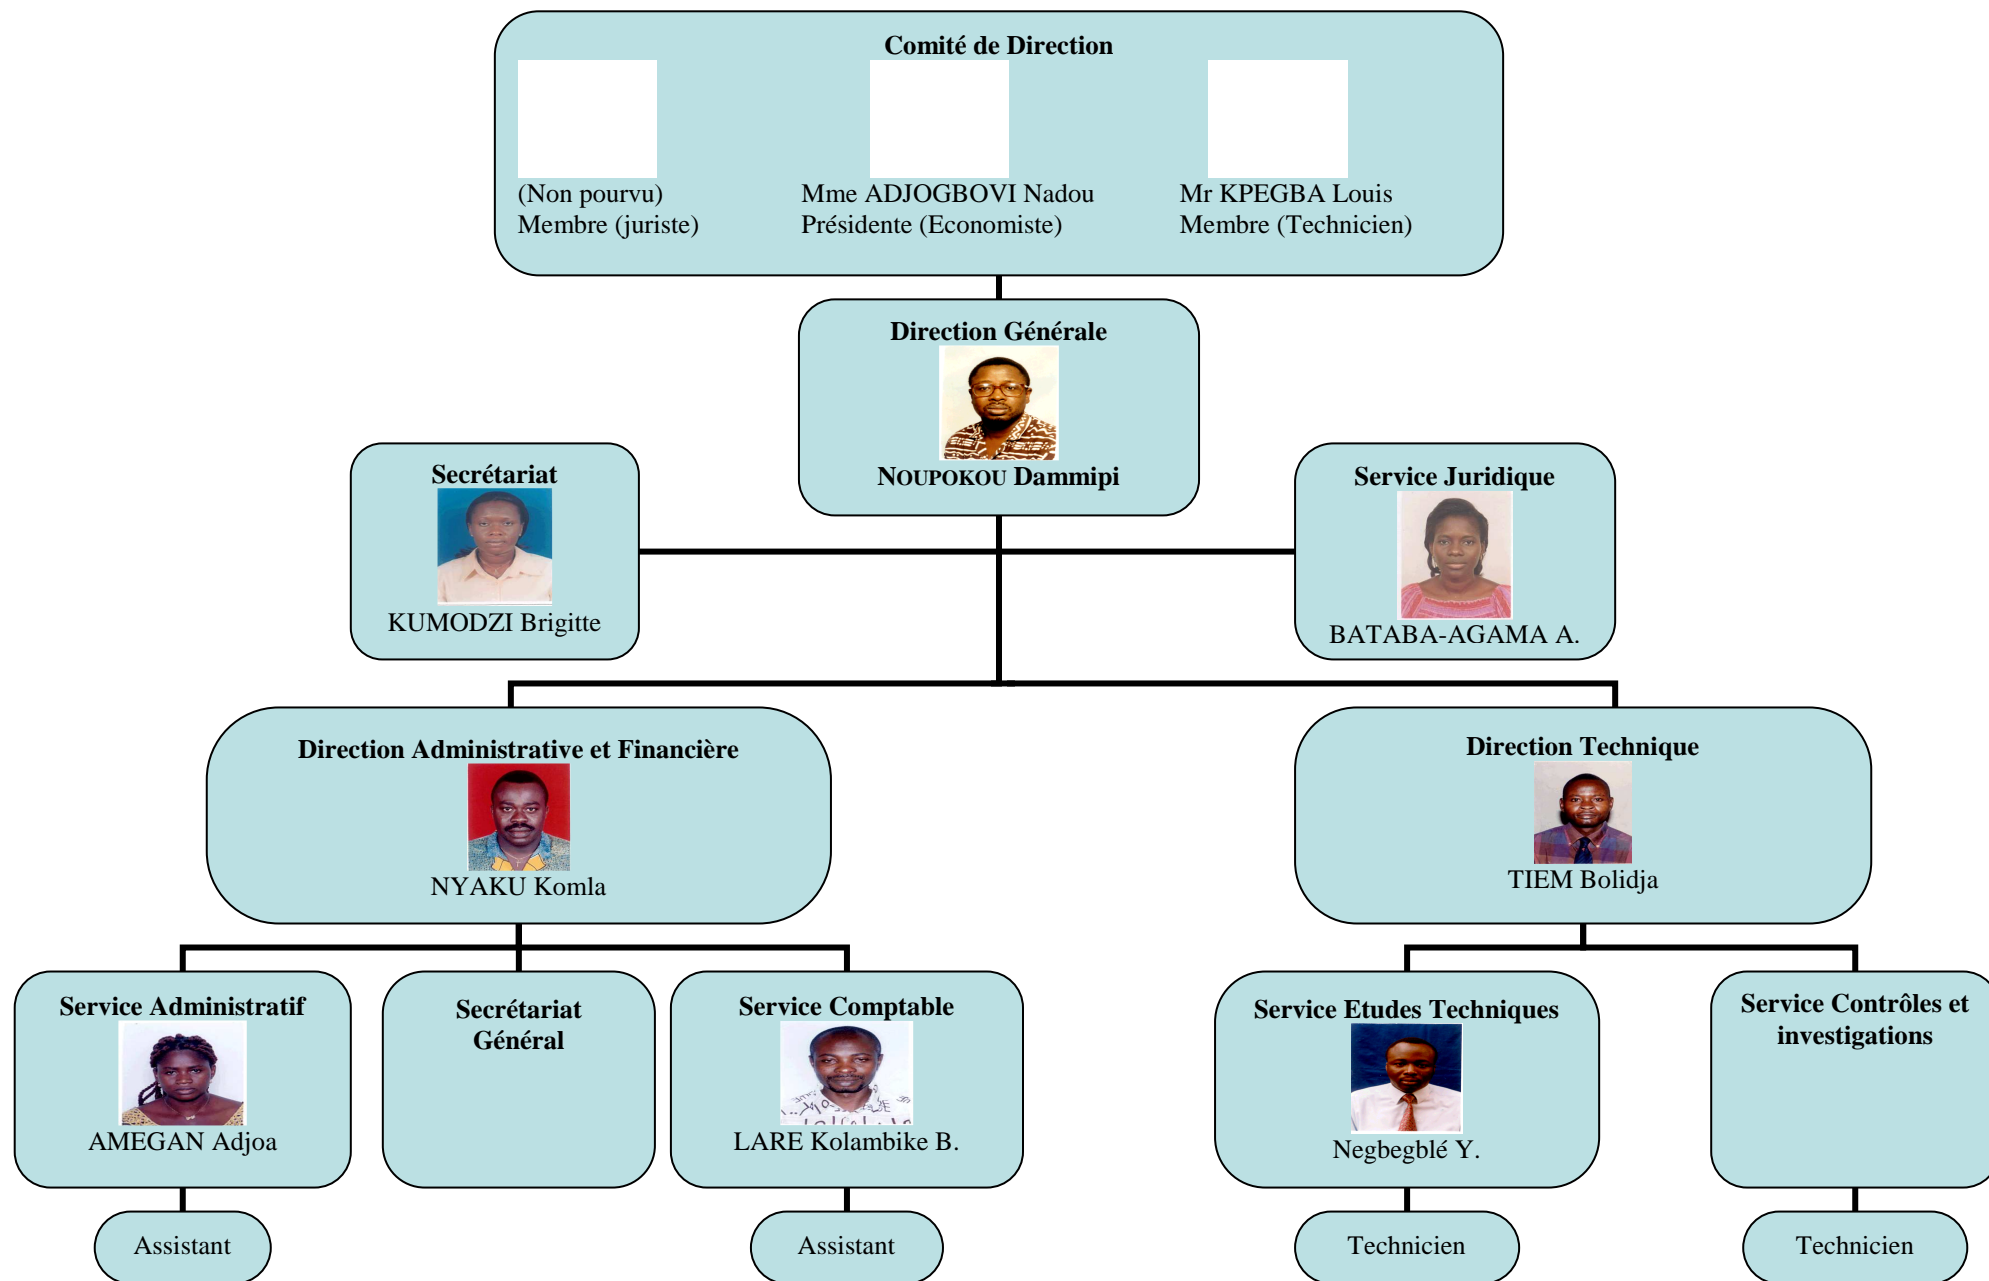 Comité de Direction
(Non pourvu)
Membre (juriste)
Mme ADJOGBOVI Nadou
Présidente (Economiste)
Mr KPEGBA Louis
Membre (Technicien)
Direction Générale
NOUPOKOU Dammipi
Secrétariat
KUMODZI Brigitte
Service Juridique
BATABA-AGAMA A.
Direction Administrative et Financière
NYAKU Komla
Direction Technique
TIEM Bolidja
Service Administratif
AMEGAN Adjoa
Secrétariat
Général
Service Comptable
LARE Kolambike B.
Service Etudes Techniques
Negbegblé Y.
Service Contrôles et
investigations
Assistant
Assistant
Technicien
Technicien